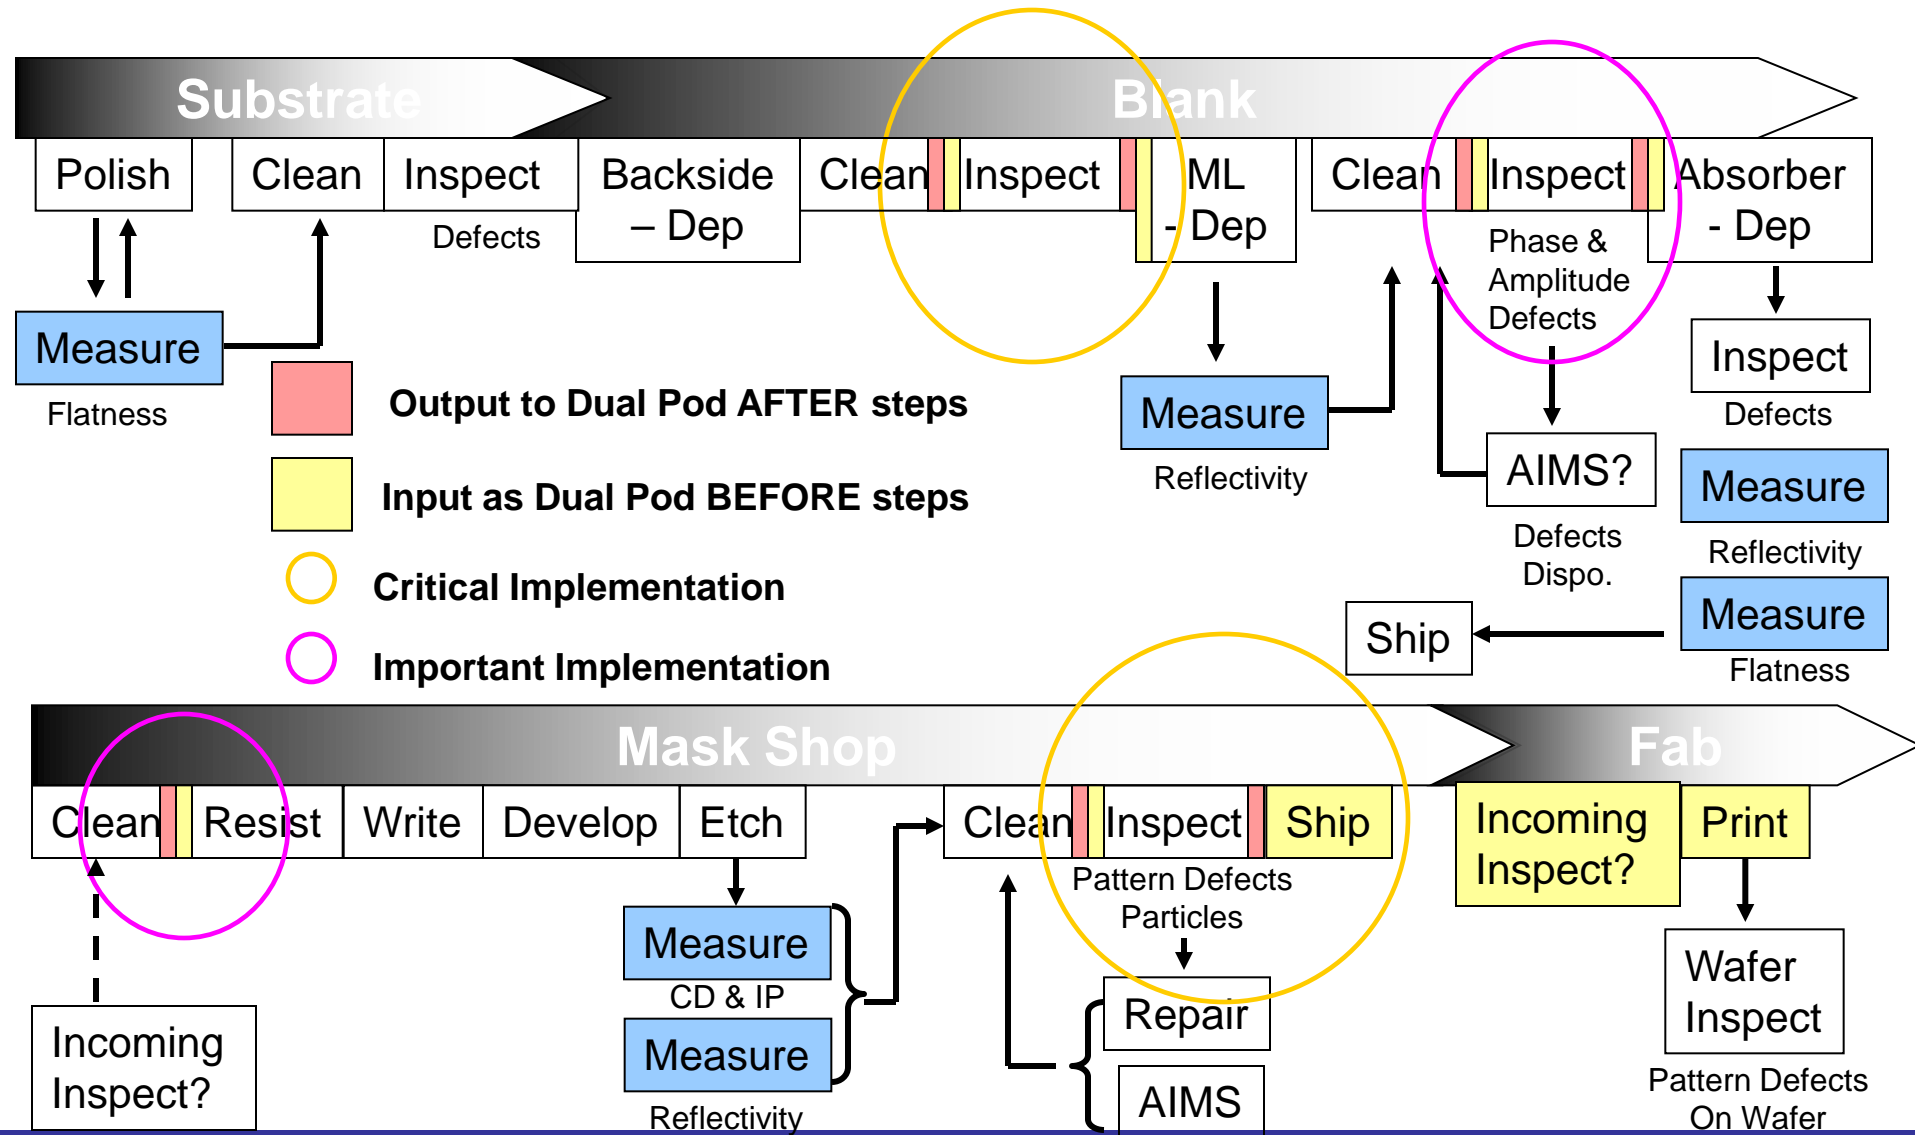 Substrate
Blank
Polish
Clean
Inspect
Backside
– Dep
Clean
Inspect
ML
- Dep
Clean
Inspect
Absorber
- Dep
Defects
Phase &
Amplitude
Defects
Measure
Flatness
Measure
Reflectivity
Inspect
Defects
AIMS?
Defects
Dispo.
Measure
Reflectivity
Measure
Flatness
Ship
Output to Dual Pod AFTER steps
Input as Dual Pod BEFORE steps
Critical Implementation
Important Implementation
Mask Shop
Fab
Clean
Resist
Write
Develop
Etch
Clean
Inspect
Ship
Incoming
Inspect?
Print
Pattern Defects
Particles
Measure
CD & IP
Measure
Reflectivity
Repair
AIMS
Incoming
Inspect?
Wafer
Inspect
Pattern Defects
On Wafer